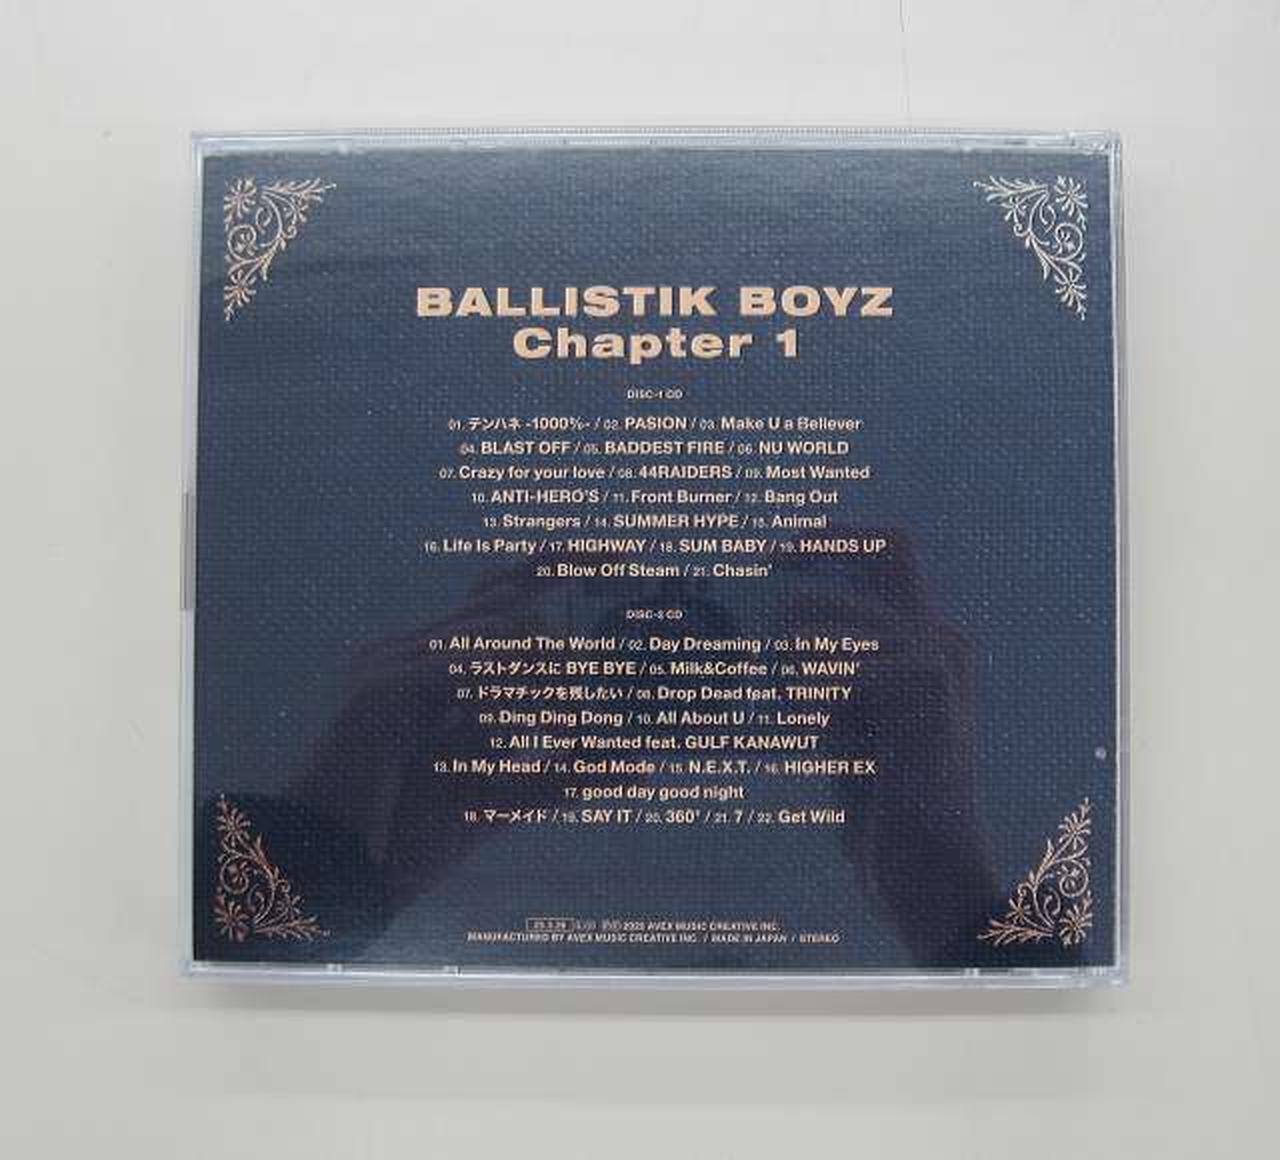 BALLISTIK BOYZ
Chapter 1
DISC-1 CD
01. テンハネ -1000%- / 02. PASION / 03. Make U a Believer
04. BLAST OFF / 05. BADDEST FIRE / 06. NU WORLD
07. Crazy for your love / 08. 44RAIDERS / 09. Most Wanted
10. ANTI-HERO'S / 11. Front Burner / 12. Bang Out
13. Strangers / 14. SUMMER HYPE / 15. Animal
16. Life Is Party / 17. HIGHWAY / 18. SUM BABY / 19. HANDS UP
20. Blow Off Steam / 21. Chasin'
DISC-2 CD
01. All Around The World / 02. Day Dreaming / 03. In My Eyes
04. ラストダンスに BYE BYE / 05. Milk&Coffee / 06. WAVIN'
07. ドラマチックを残したい / 08. Drop Dead feat. TRINITY
09. Ding Ding Dong / 10. All About U / 11. Lonely
12. All I Ever Wanted feat. GULF KANAWUT
13. In My Head / 14. God Mode / 15. N.E.X.T. / 16. HIGHER EX
17. good day good night
18. マーメイド / 19. SAY IT / 20. 360° / 21. 7 / 22. Get Wild
2025 AVEX MUSIC CREATIVE INC.
MANUFACTURED BY AVEX MUSIC CREATIVE INC. / MADE IN JAPAN / STEREO